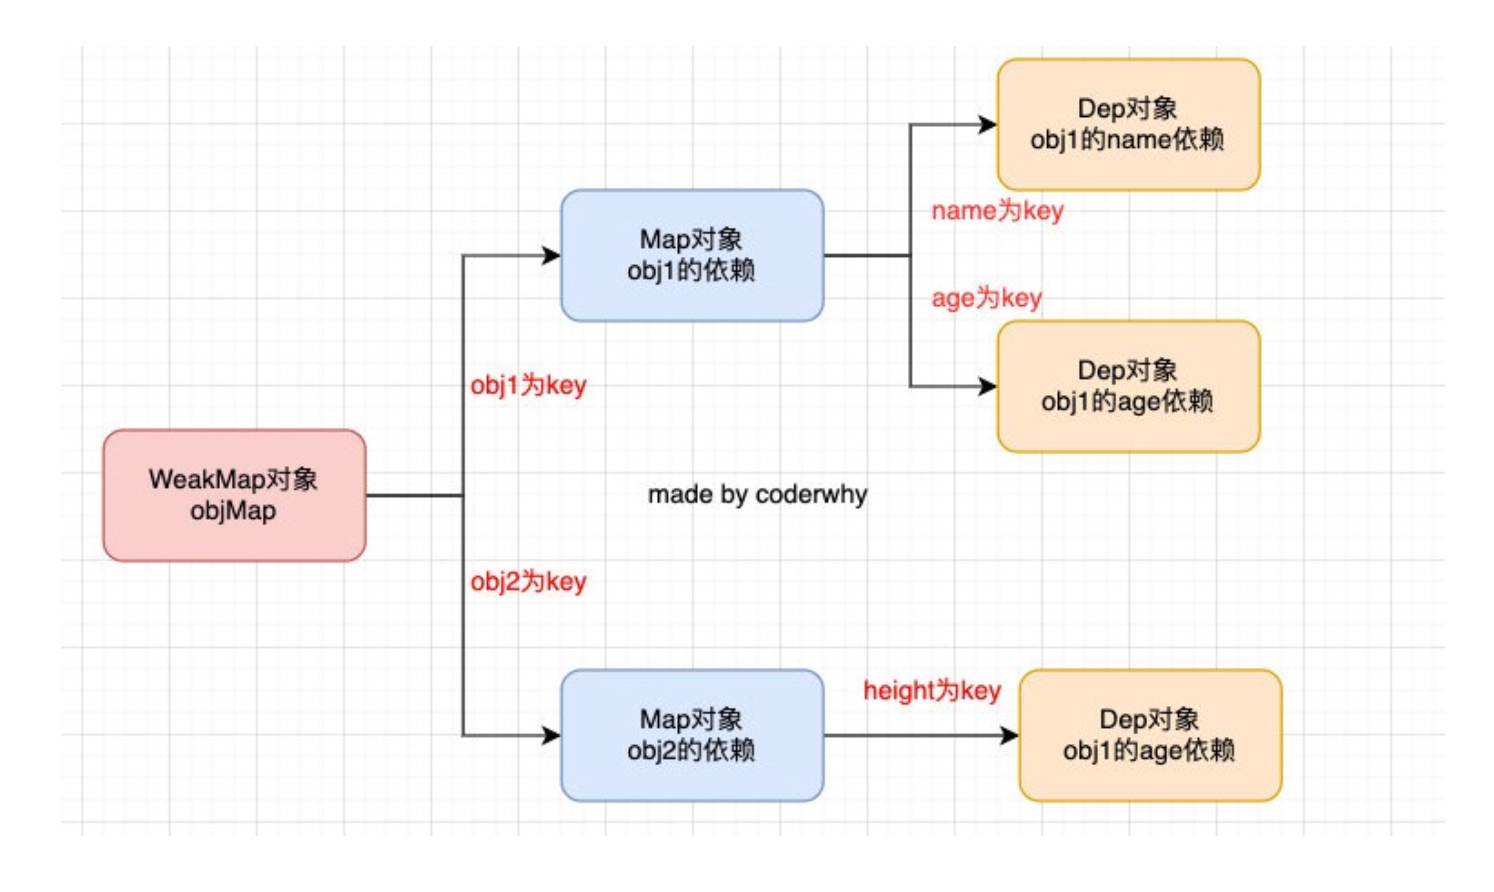 Dep对象
obj1的name依赖
name为key
Map对象
obj1的依赖
age为key
Dep对象
obj1的age依赖
obj1为key
WeakMap对象
objMap
made by coderwhy
obj2为key
height为key
Map对象
obj2的依赖
Dep对象
obj1的age依赖